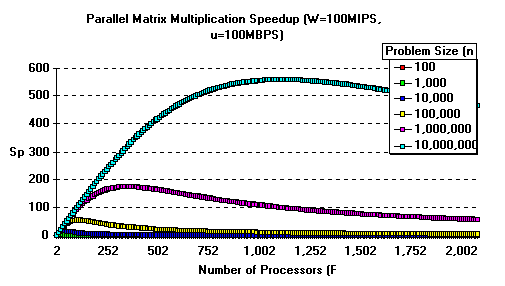 Parallel Matrix Multiplication Speedup (W=100MIPS,
u=100MBPS)
Problem Size (n
100
1,000
10,000
100,000
1,000,000
10,000,000
600
500
400
Sp 300
200
100
0
2 252 502 752 1,002 1,252 1,502 1,752 2,002
Number of Processors (F